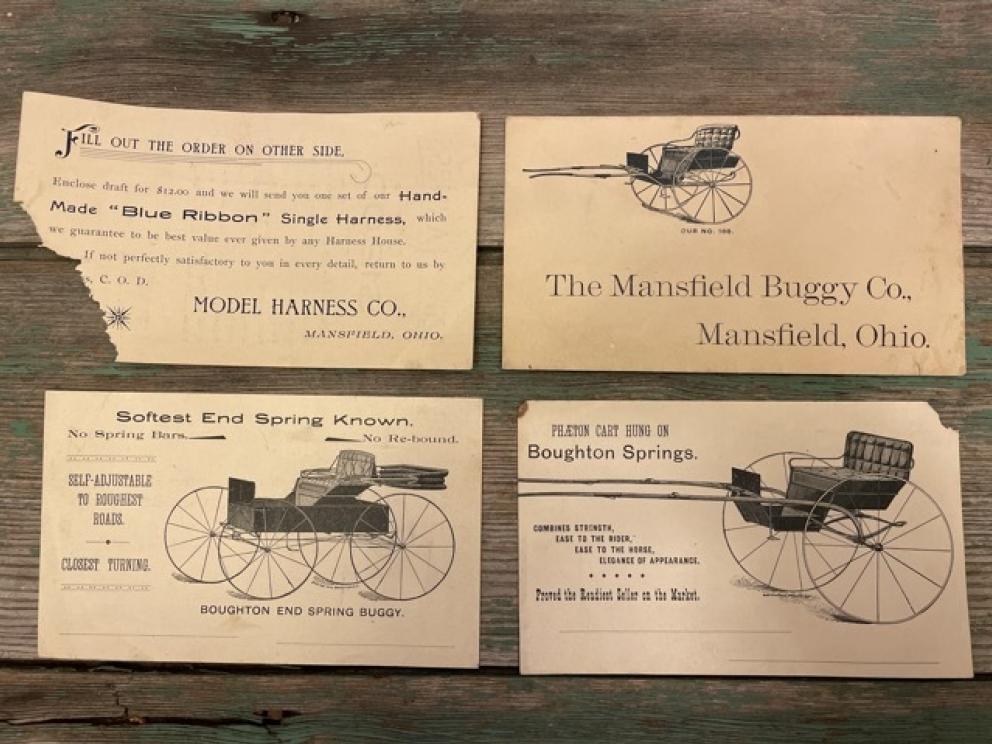 FILL OUT THE ORDER ON OTHER SIDE.
Enclose draft for $12.00 and we will send you one set of our Hand-
Made "Blue Ribbon" Single Harness, which
we guarantee to be best value ever given by any Harness House.
If not perfectly satisfactory to you in every detail, return to us by
C. O. D.
MODEL HARNESS CO.,
MANSFIELD, OHIO.
OUR NO. 166.
The Mansfield Buggy Co.,
Mansfield, Ohio.
Softest End Spring Known.
No Spring Bars. No Re-bound.
SELF-ADJUSTABLE
TO ROUGHEST
ROADS.
CLOSEST TURNING.
BOUGHTON END SPRING BUGGY.
PHÆTON CART HUNG ON
Boughton Springs.
COMBINES STRENGTH,
EASE TO THE RIDER,
EASE TO THE HORSE,
ELEGANCE OF APPEARANCE.
Proved the Readiest Seller on the Market.